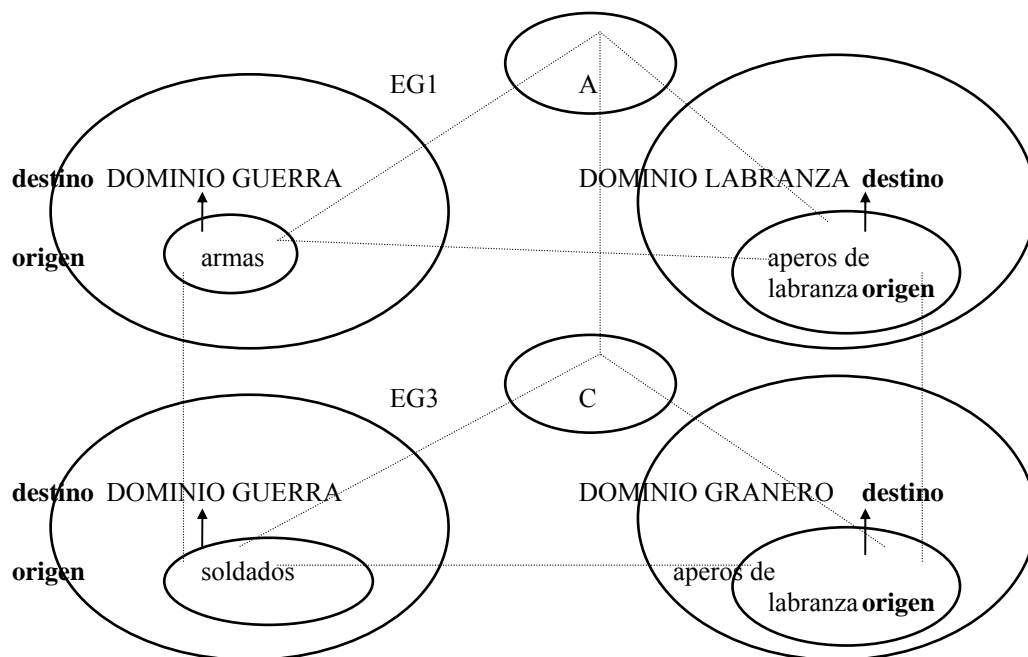 EG1 A
destino DOMINIO GUERRA DOMINIO LABRANZA destino
origen armas aperos de
labranza origen
EG3 C
destino DOMINIO GUERRA DOMINIO GRANERO destino
origen soldados aperos de
labranza origen